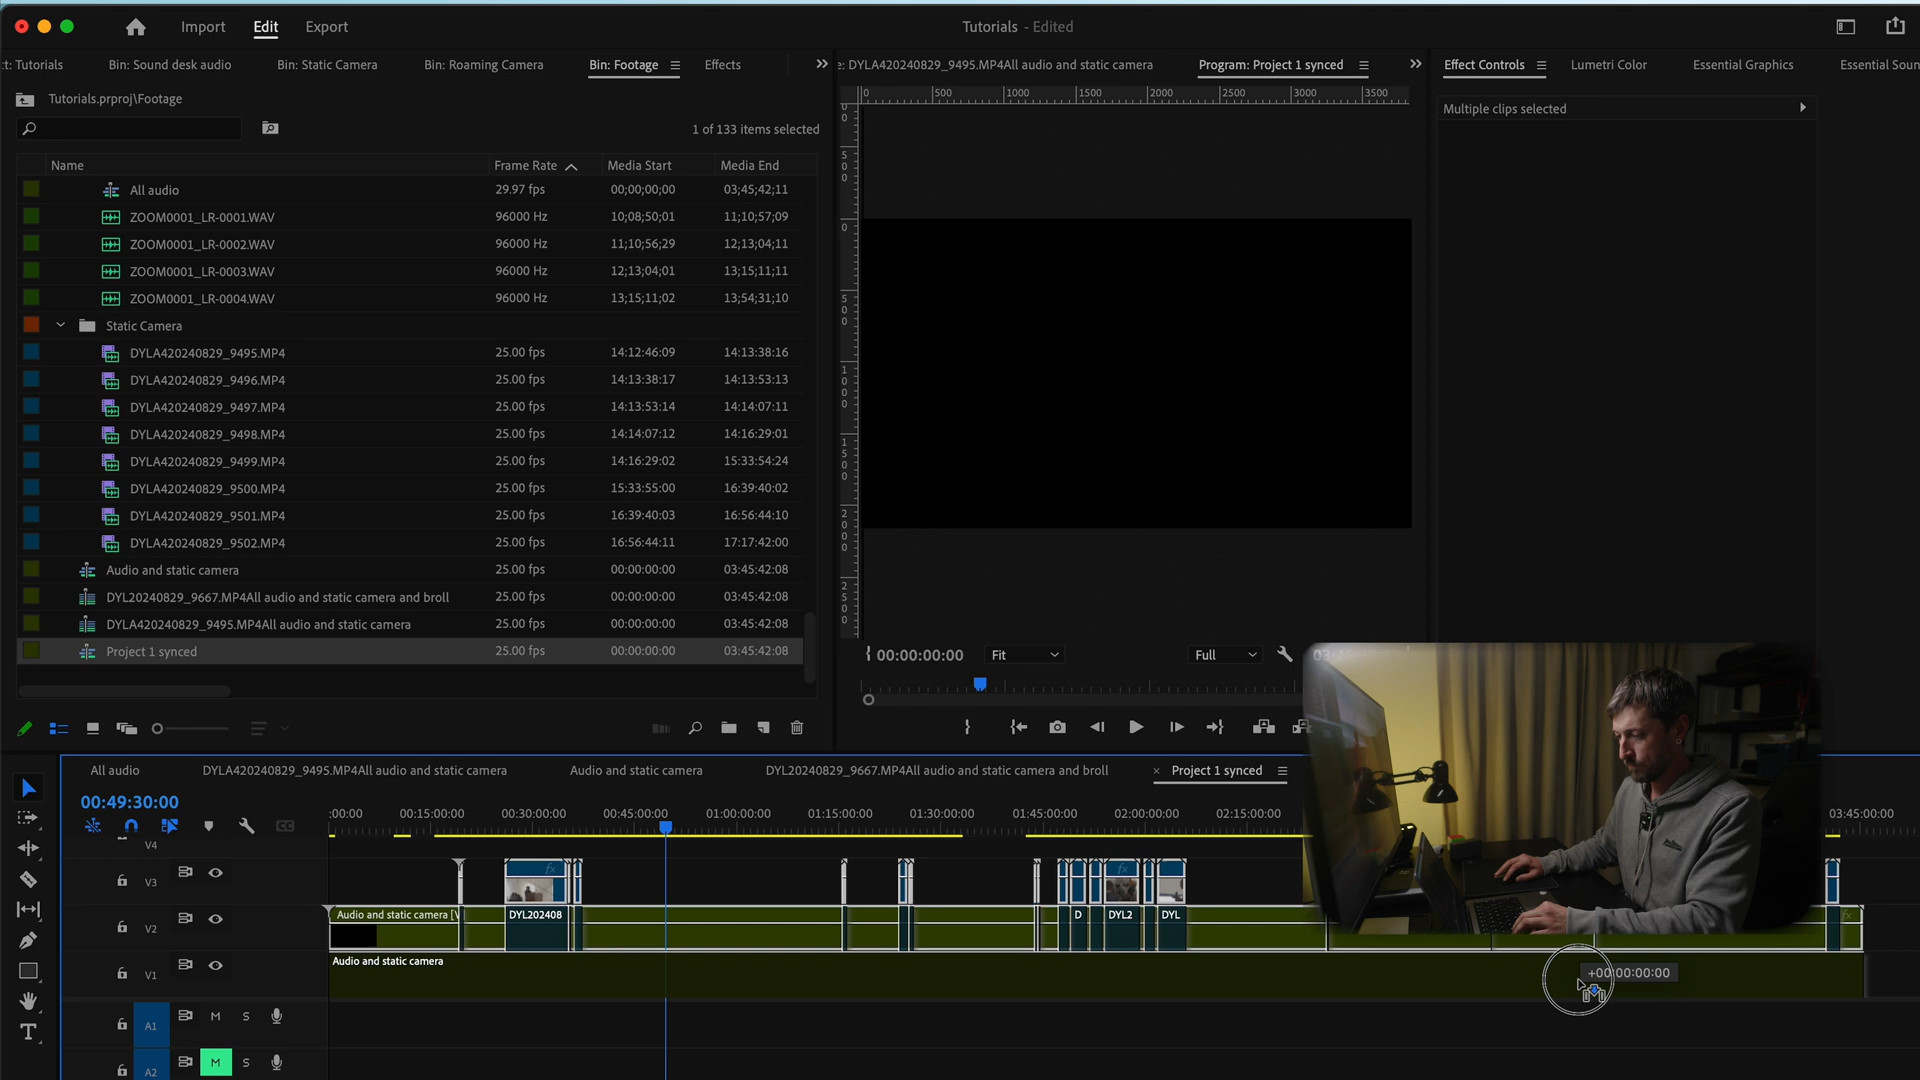 Import Edit Export Tutorials - Edited
:t: Tutorials Bin: Sound desk audio Bin: Static Camera Bin: Roaming Camera Bin: Footage Effects
e: DYLA420240829_9495.MP4All audio and static camera Program: Project 1 synced
Effect Controls Lumetri Color Essential Graphics Essential Soun
Tutorials.prproj\Footage
1 of 133 items selected
Name Frame Rate Media Start Media End
All audio 29.97 fps 00;00;00;00 03;45;42;11
ZOOM0001_LR-0001.WAV 96000 Hz 10;08;50;01 11;10;57;09
ZOOM0001_LR-0002.WAV 96000 Hz 11;10;56;29 12;13;04;11
ZOOM0001_LR-0003.WAV 96000 Hz 12;13;04;01 13;15;11;11
ZOOM0001_LR-0004.WAV 96000 Hz 13;15;11;02 13;54;31;10
Static Camera
DYLA420240829_9495.MP4 25.00 fps 14:12:46:09 14:13:38:16
DYLA420240829_9496.MP4 25.00 fps 14:13:38:17 14:13:53:13
DYLA420240829_9497.MP4 25.00 fps 14:13:53:14 14:14:07:11
DYLA420240829_9498.MP4 25.00 fps 14:14:07:12 14:16:29:01
DYLA420240829_9499.MP4 25.00 fps 14:16:29:02 15:33:54:24
DYLA420240829_9500.MP4 25.00 fps 15:33:55:00 16:39:40:02
DYLA420240829_9501.MP4 25.00 fps 16:39:40:03 16:56:44:10
DYLA420240829_9502.MP4 25.00 fps 16:56:44:11 17:17:42:00
Audio and static camera 25.00 fps 00:00:00:00 03:45:42:08
DYL20240829_9667.MP4All audio and static camera and broll 25.00 fps 00:00:00:00 03:45:42:08
DYLA420240829_9495.MP4All audio and static camera 25.00 fps 00:00:00:00 03:45:42:08
Project 1 synced 25.00 fps 00:00:00:00 03:45:42:08
0 500 1000 1500 2000 2500 3000 3500
0
500
1000
1500
2000
2500
Multiple clips selected
00:00:00:00 Fit Full
All audio DYLA420240829_9495.MP4All audio and static camera Audio and static camera DYL20240829_9667.MP4All audio and static camera and broll × Project 1 synced
00:49:30:00
:00:00 00:15:00:00 00:30:00:00 00:45:00:00 01:00:00:00 01:15:00:00 01:30:00:00 01:45:00:00 02:00:00:00 02:15:00:00 03:45:00:00
V4
V3 fx fx
V2 Audio and static camera [V DYL202408 D DYL2 DYL fx
V1 Audio and static camera
+00:00:00:00
A1 M S
A2 M S
T